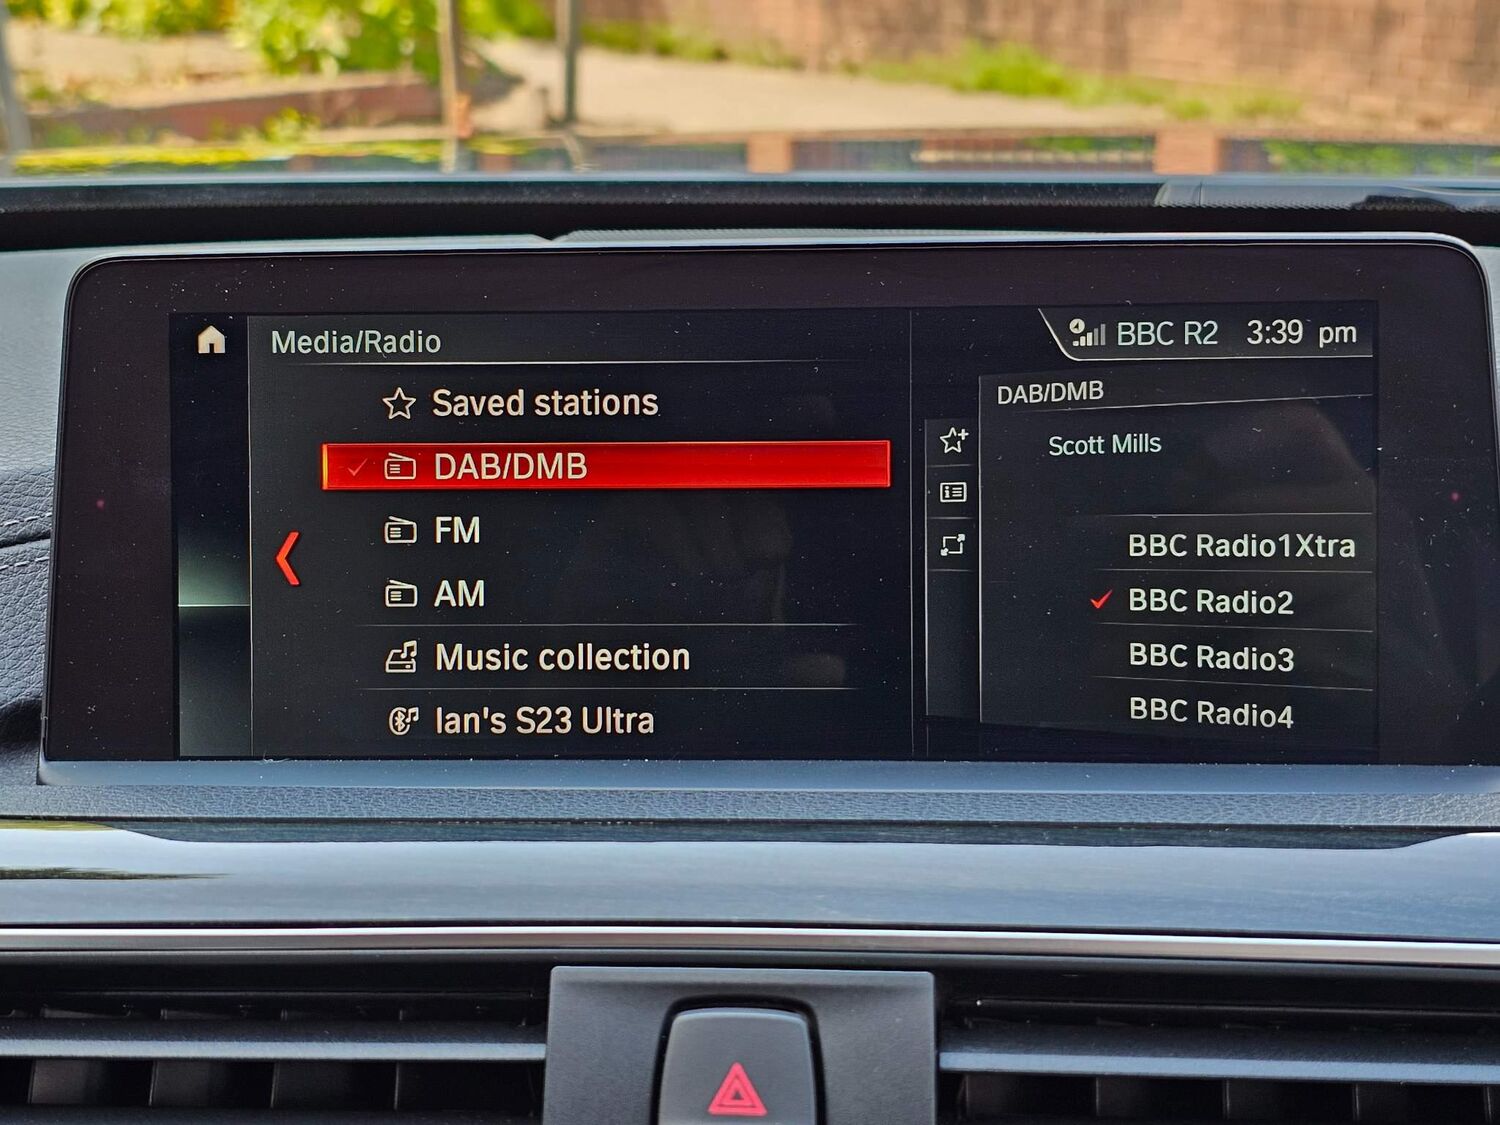 Media/Radio
BBC R2 3:39 pm
Saved stations
DAB/DMB
FM
AM
Music collection
Ian's S23 Ultra
DAB/DMB
Scott Mills
BBC Radio1Xtra
BBC Radio2
BBC Radio3
BBC Radio4